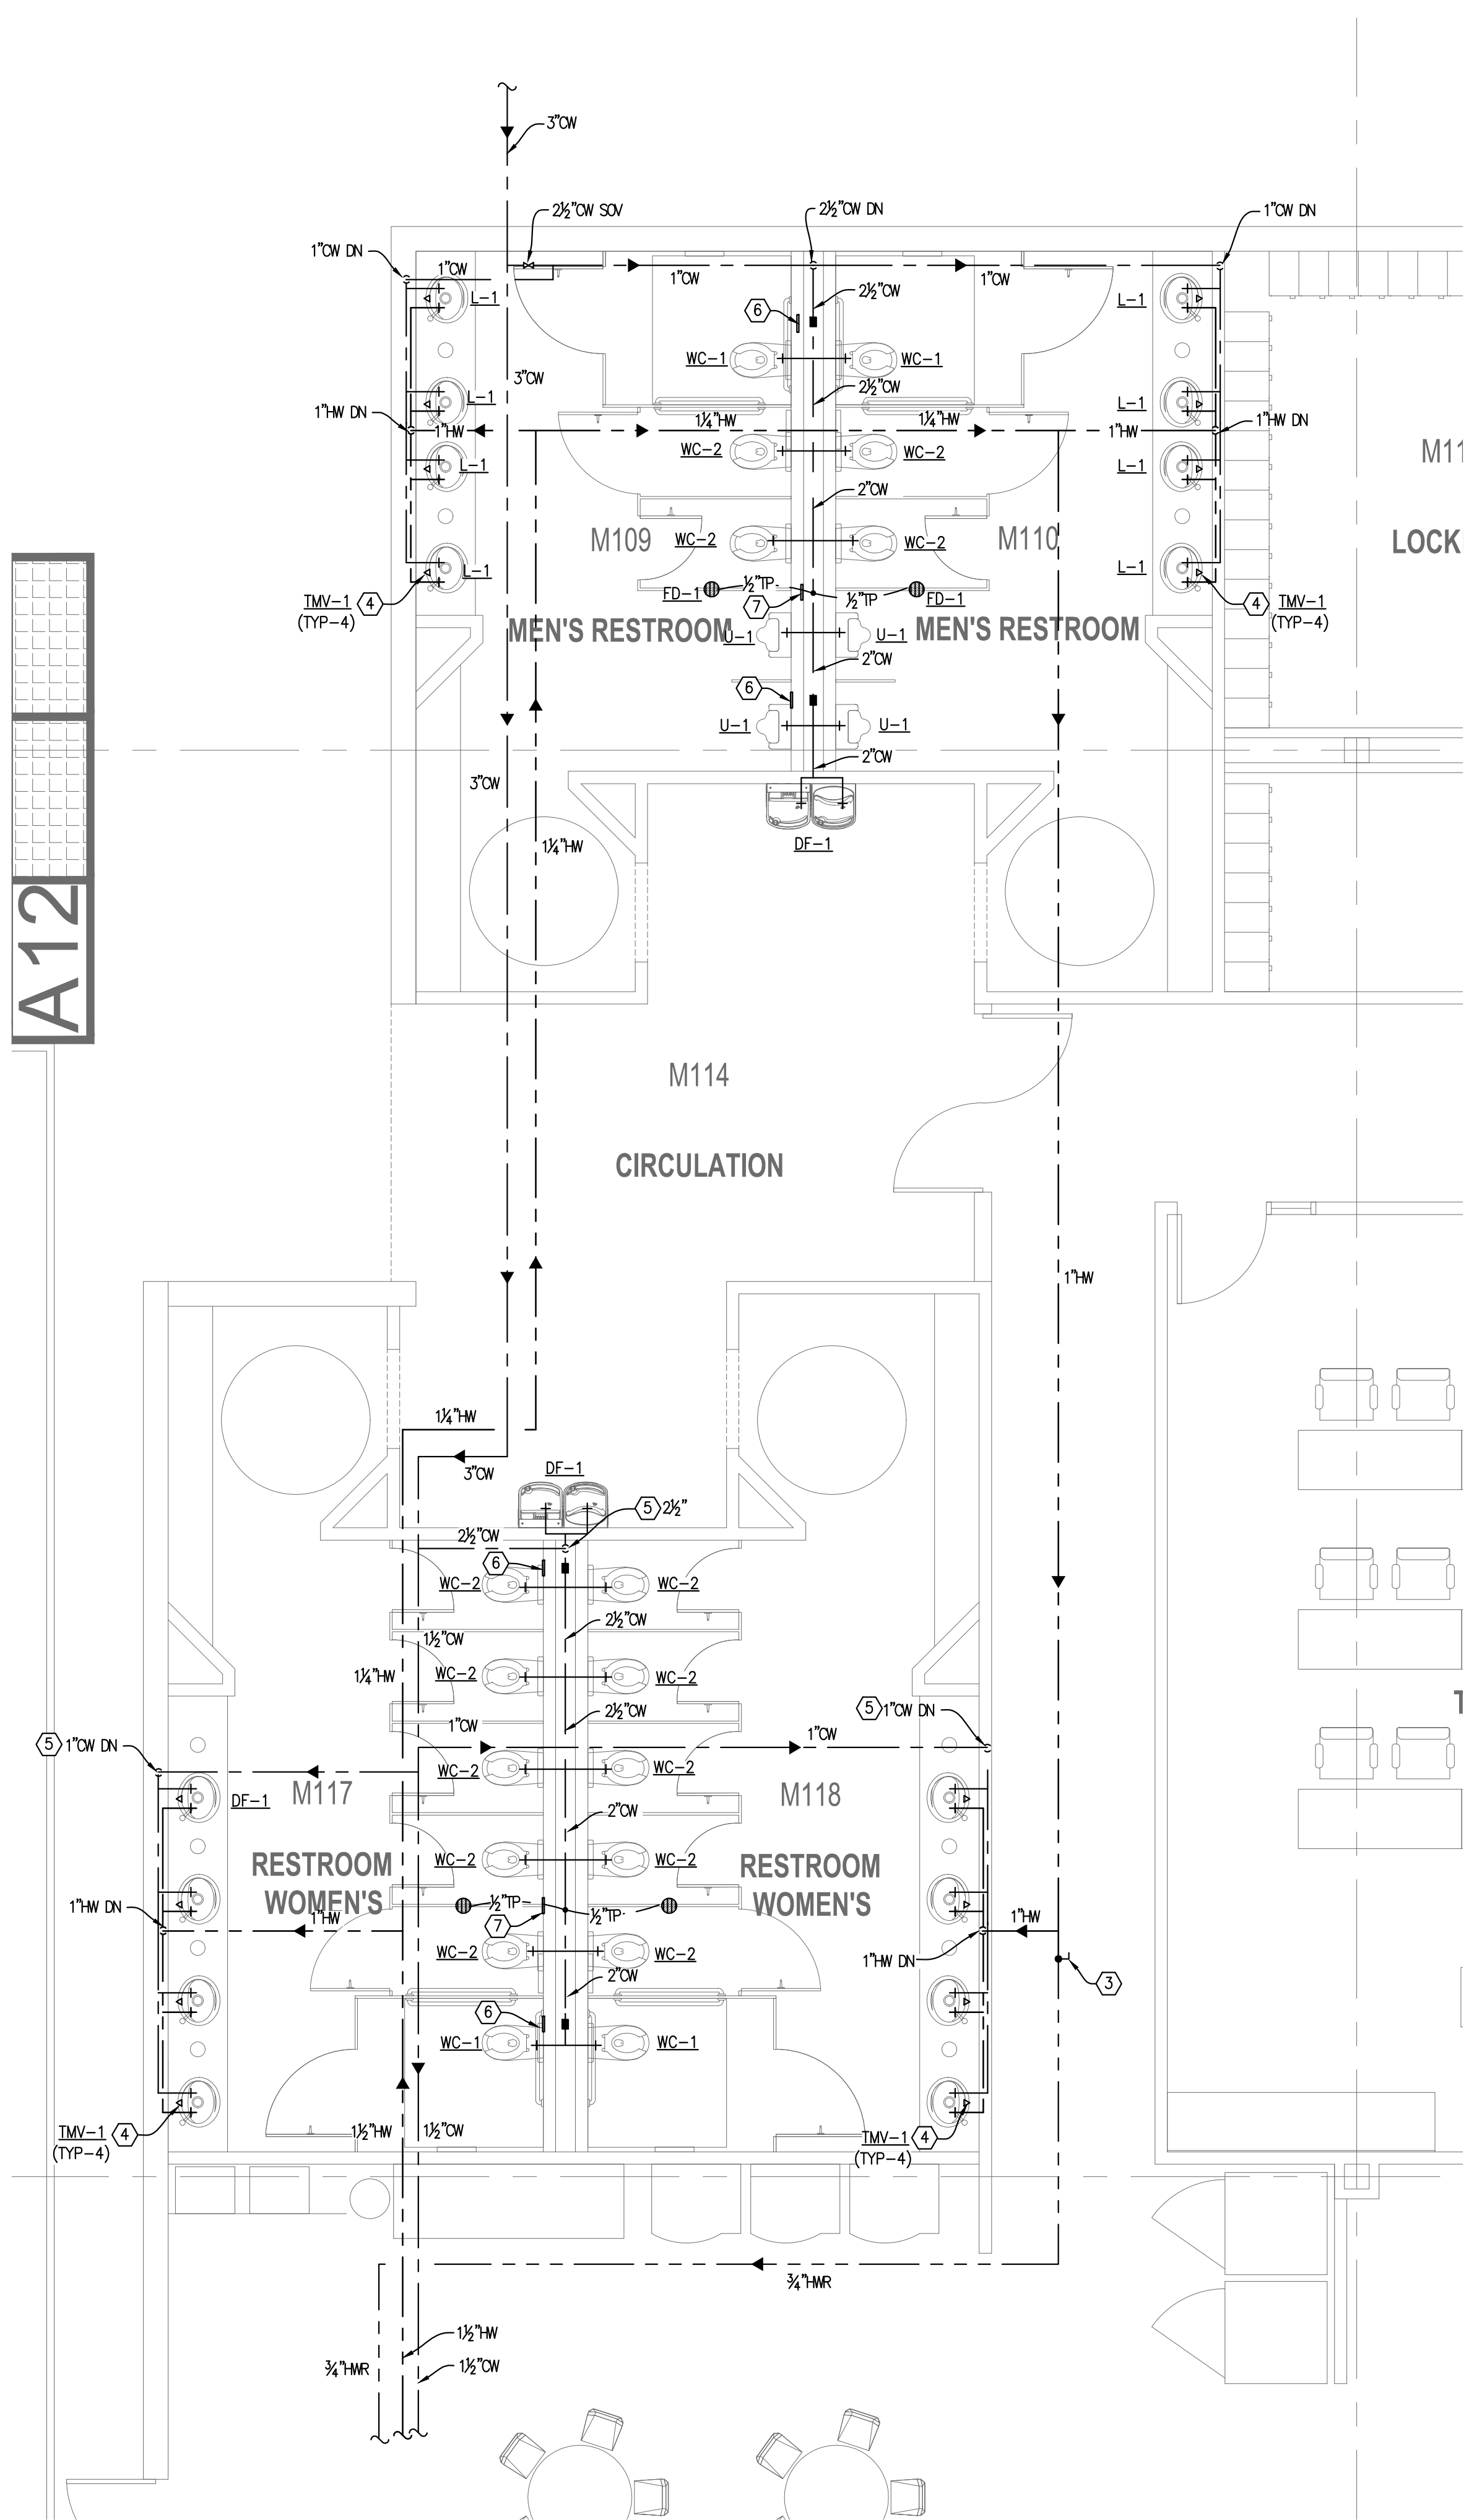 3"CW
2½"CW SOV
2½"CW DN
1"CW DN
1"CW DN
1"CW
1"CW
1"CW
L-1
L-1
2½"CW
6
WC-1
WC-1
3"CW
2½"CW
L-1
L-1
1"HW DN
1"HW
1¼"HW
1¼"HW
1"HW
1"HW DN
M11
WC-2
WC-2
L-1
L-1
2"CW
M109
M110
WC-2
WC-2
LOCK
L-1
L-1
½"TP
½"TP
FD-1
FD-1
7
TMV-1
(TYP-4)
4
4
TMV-1
(TYP-4)
MEN'S RESTROOM
MEN'S RESTROOM
U-1
U-1
2"CW
6
U-1
U-1
2"CW
3"CW
DF-1
1¼"HW
A12
M114
CIRCULATION
1"HW
1¼"HW
3"CW
DF-1
5
2½"
2½"CW
6
WC-2
WC-2
2½"CW
1½"CW
1¼"HW
WC-2
WC-2
2½"CW
T
5
1"CW DN
1"CW
1"CW
5
1"CW DN
WC-2
WC-2
M117
M118
DF-1
2"CW
RESTROOM
WOMEN'S
RESTROOM
WOMEN'S
WC-2
WC-2
1"HW DN
1"HW
½"TP
½"TP
7
1"HW
WC-2
WC-2
1"HW DN
3
2"CW
6
WC-1
WC-1
TMV-1
(TYP-4)
4
1½"HW
1½"CW
TMV-1
(TYP-4)
4
¾"HWR
1½"HW
¾"HWR
1½"CW